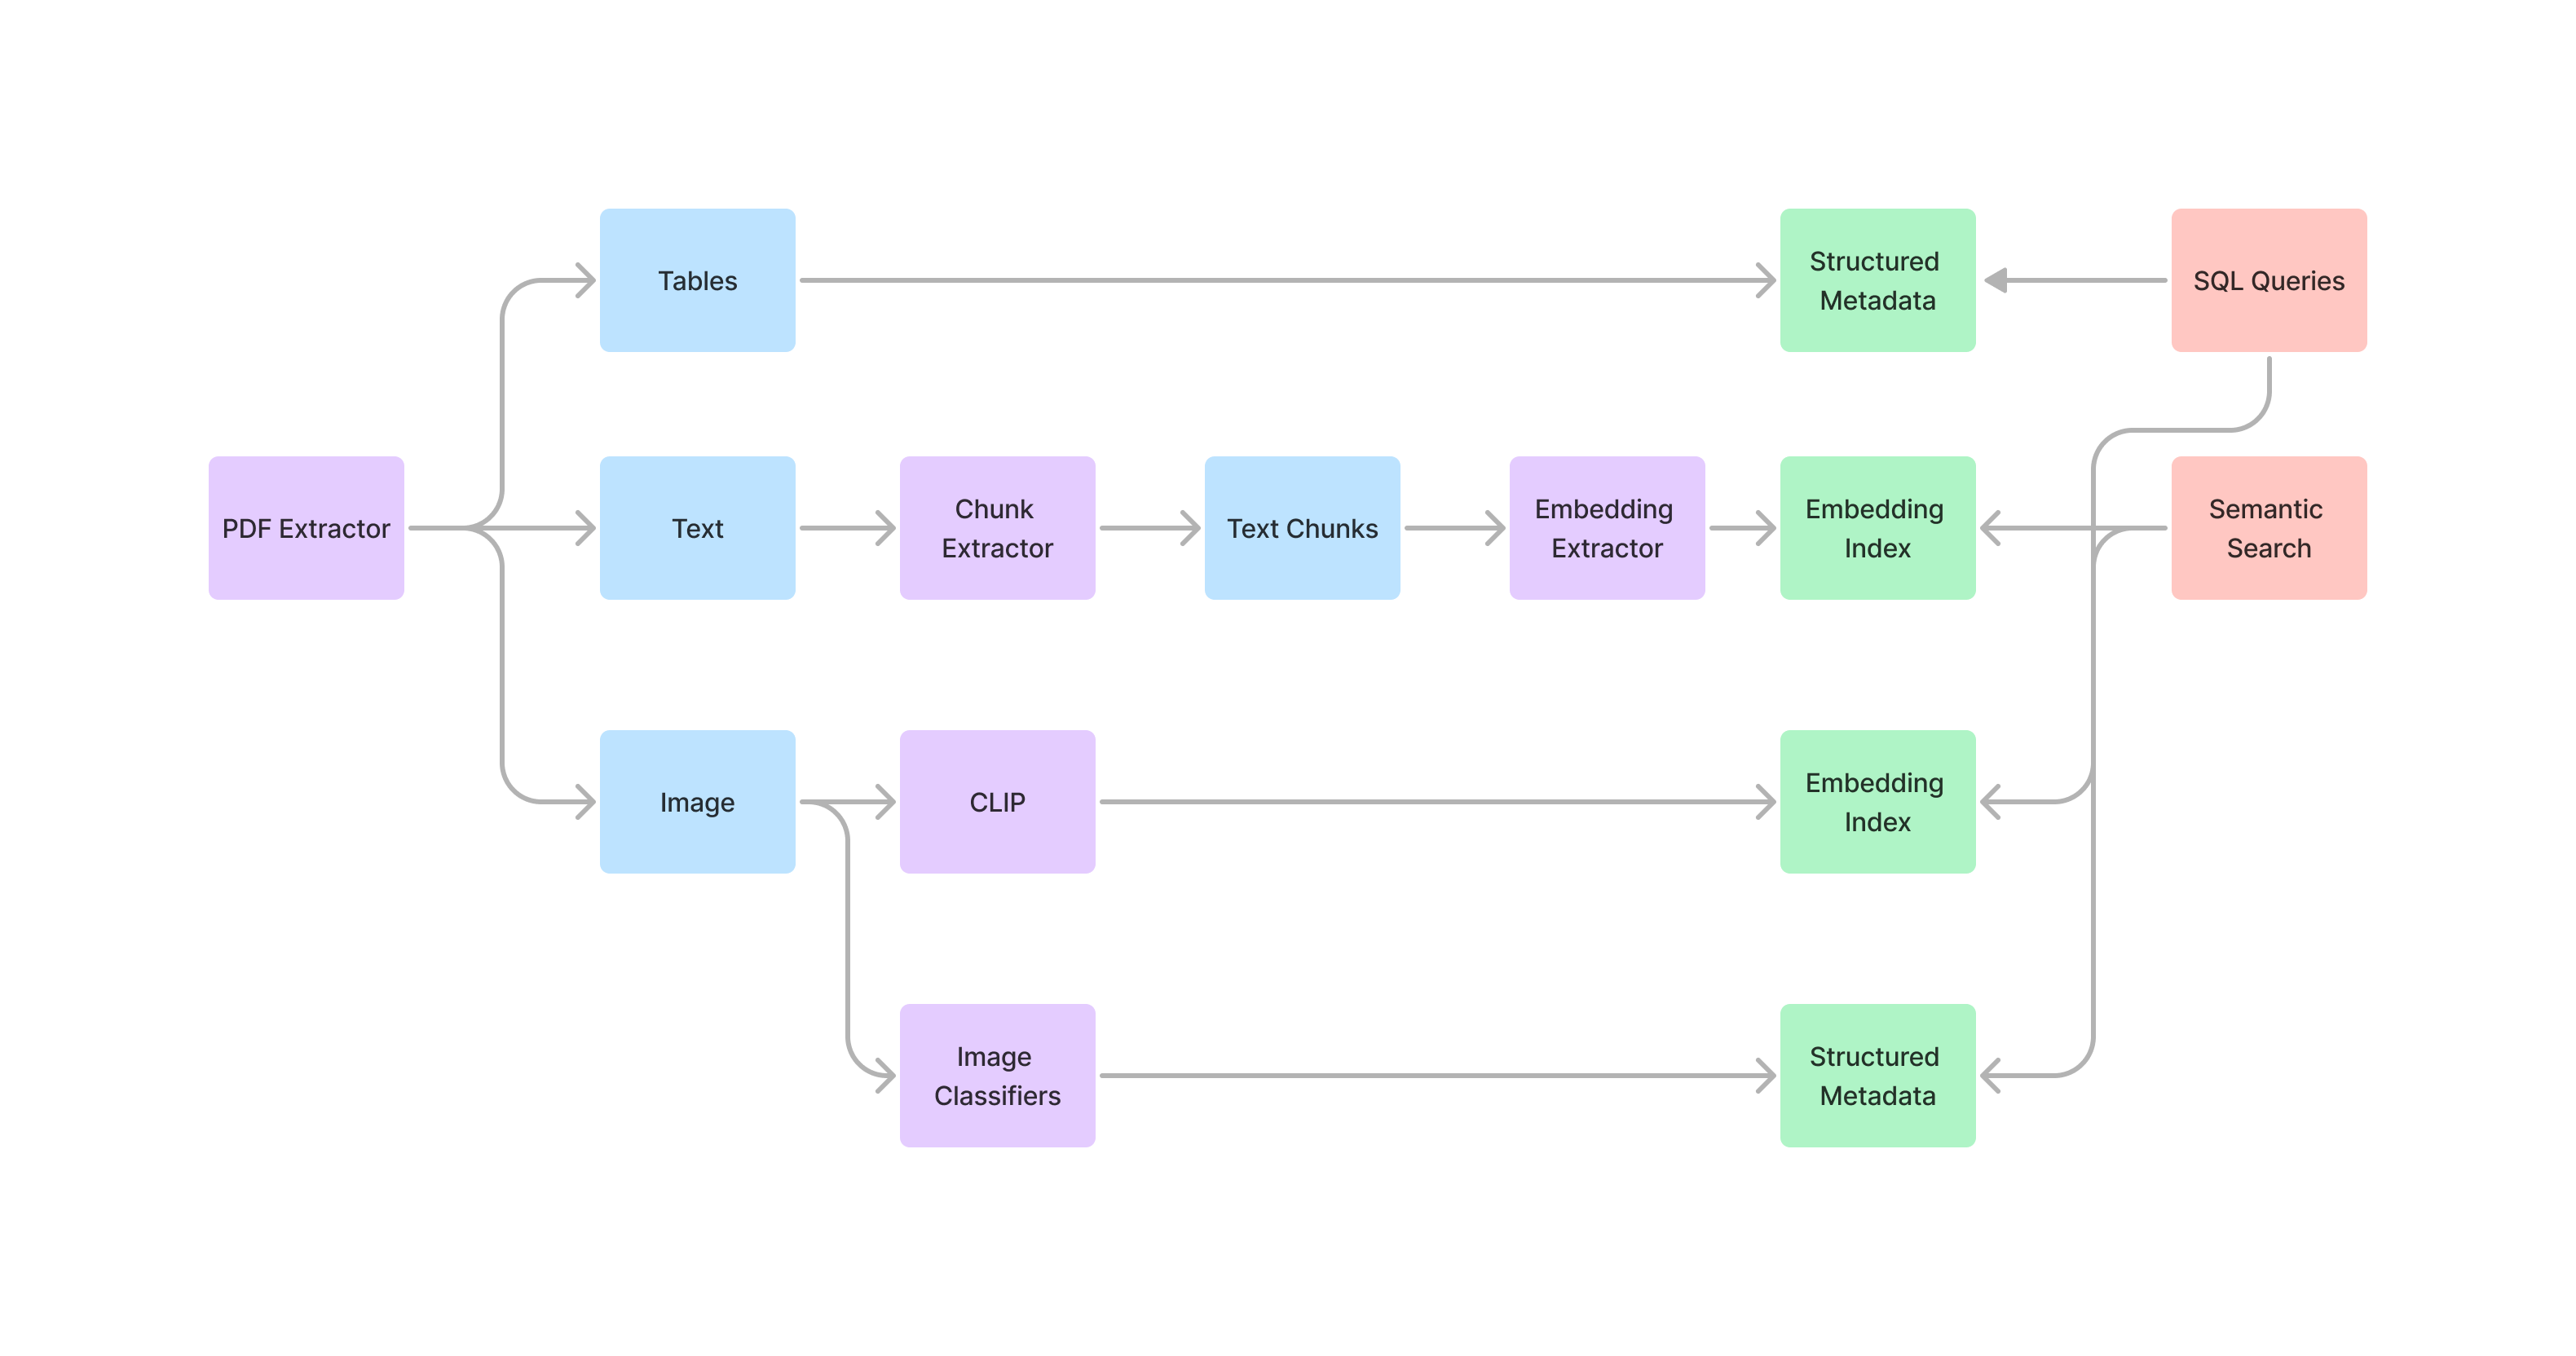 Tables
Structured
Metadata
SQL Queries
PDF Extractor
Text
Chunk
Extractor
Text Chunks
Embedding
Extractor
Embedding
Index
Semantic
Search
Image
CLIP
Embedding
Index
Image
Classifiers
Structured
Metadata